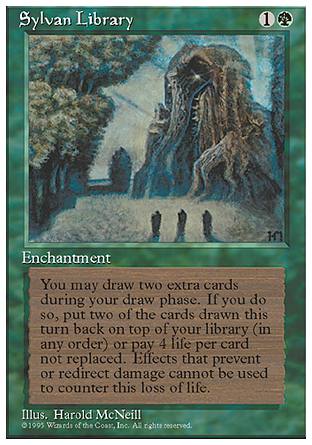 Sylvan Library 1
HM
Enchantment
You may draw two extra cards
during your draw phase. If you do
so, put two of the cards drawn this
turn back on top of your library (in
any order) or pay 4 life per card
not replaced. Effects that prevent
or redirect damage cannot be used
to counter this loss of life.
Illus. Harold McNeill
©1995 Wizards of the Coast, Inc. All rights reserved.